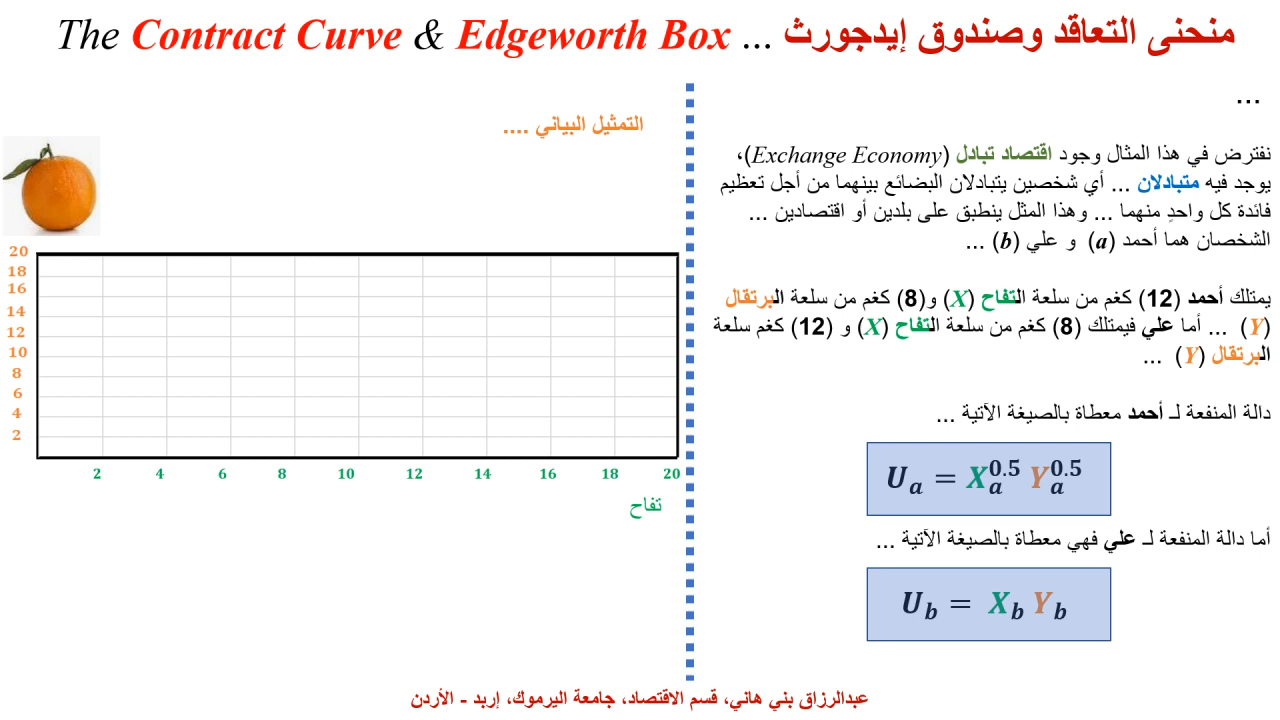 The Contract Curve & Edgeworth Box ... منحنى التعاقد وصندوق إيدجورث
...
نفترض في هذا المثال وجود اقتصاد تبادل (Exchange Economy)،
يوجد فيه متبادلان ... أي شخصين يتبادلان البضائع بينهما من أجل تعظيم
فائدة كل واحدٍ منهما ... وهذا المثل ينطبق على بلدين أو اقتصادين ...
الشخصان هما أحمد (a) و علي (b) ...
يمتلك أحمد (12) كغم من سلعة التفاح (X) و(8) كغم من سلعة البرتقال
(Y) ... أما علي فيمتلك (8) كغم من سلعة التفاح (X) و (12) كغم سلعة
البرتقال (Y) ...
دالة المنفعة لـ أحمد معطاة بالصيغة الآتية ...
U_a = X_a^0.5 Y_a^0.5
أما دالة المنفعة لـ علي فهي معطاة بالصيغة الآتية ...
U_b = X_b Y_b
التمثيل البياني ....
20
18
16
14
12
10
8
6
4
2
2 4 6 8 10 12 14 16 18 20
تفاح
عبدالرزاق بني هاني، قسم الاقتصاد، جامعة اليرموك، إربد - الأردن